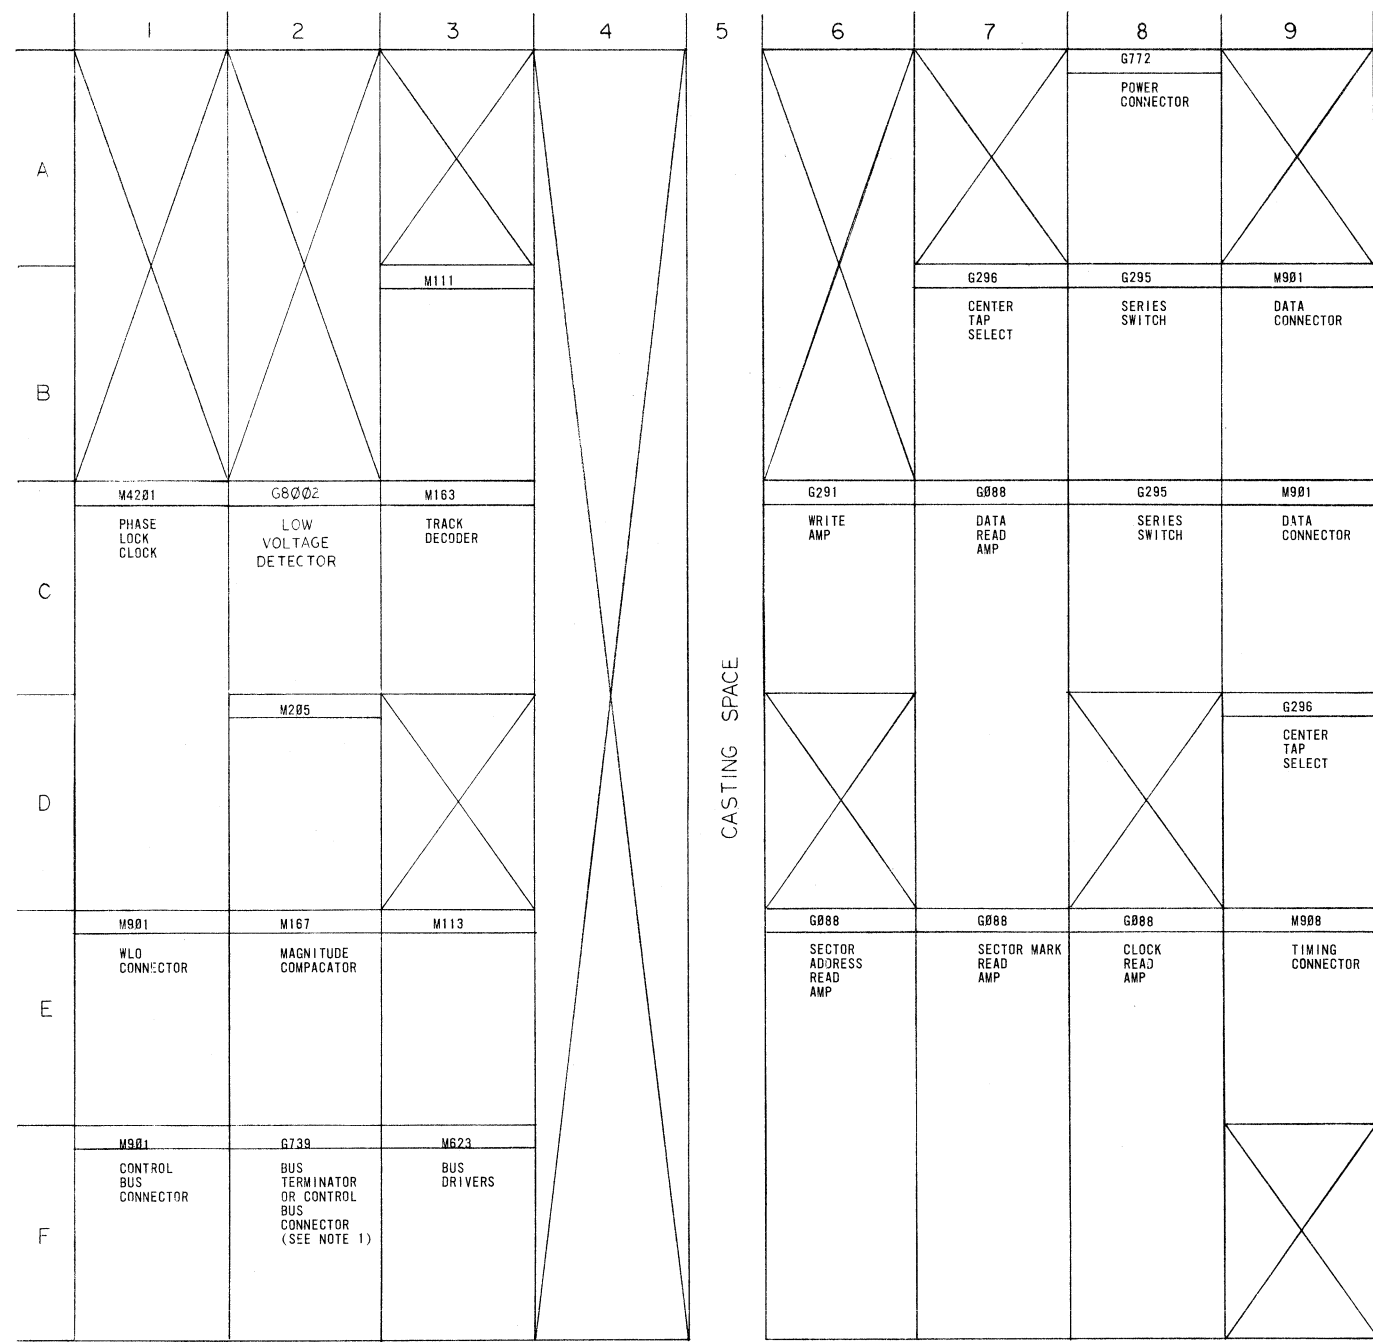 1 2 3 4 5 6 7 8 9
G772
POWER
CONNECTOR
A
M111
G296 G295 M9Ø1
CENTER SERIES DATA
TAP SWITCH CONNECTOR
SELECT
B
M42Ø1 G8ØØ2 M163
PHASE LOW TRACK
LOCK VOLTAGE DECODER
CLOCK DETECTOR
G291 GØ88 G295 M9Ø1
WRITE DATA SERIES DATA
AMP READ SWITCH CONNECTOR
AMP
C
M2Ø5
G296
CENTER
TAP
SELECT
D
CASTING SPACE
M9Ø1 M167 M113
WLO MAGNITUDE
CONNECTOR COMPACATOR
GØ88 GØ88 GØ88 M9Ø8
SECTOR SECTOR MARK CLOCK TIMING
ADDRESS READ READ CONNECTOR
READ AMP AMP
AMP
E
M9Ø1 G739 M623
CONTROL BUS BUS
BUS TERMINATOR DRIVERS
CONNECTOR OR CONTROL
BUS
CONNECTOR
(SEE NOTE 1)
F